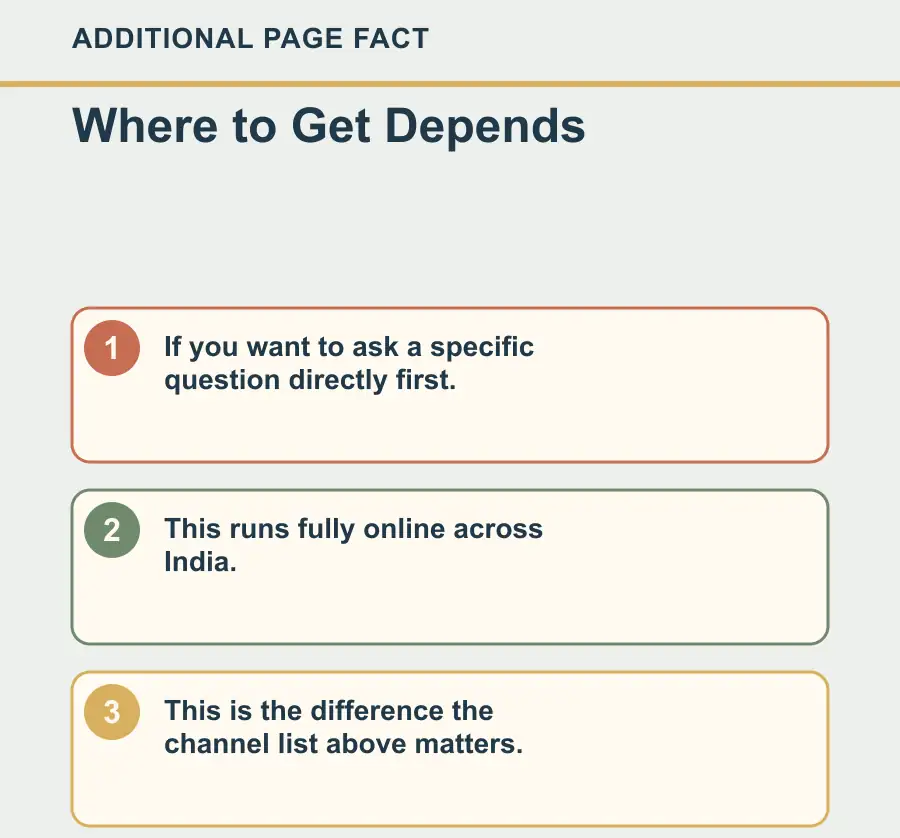 ADDITIONAL PAGE FACT
Where to Get Depends
1
If you want to ask a specific
question directly first.
2
This runs fully online across
India.
3
This is the difference the
channel list above matters.